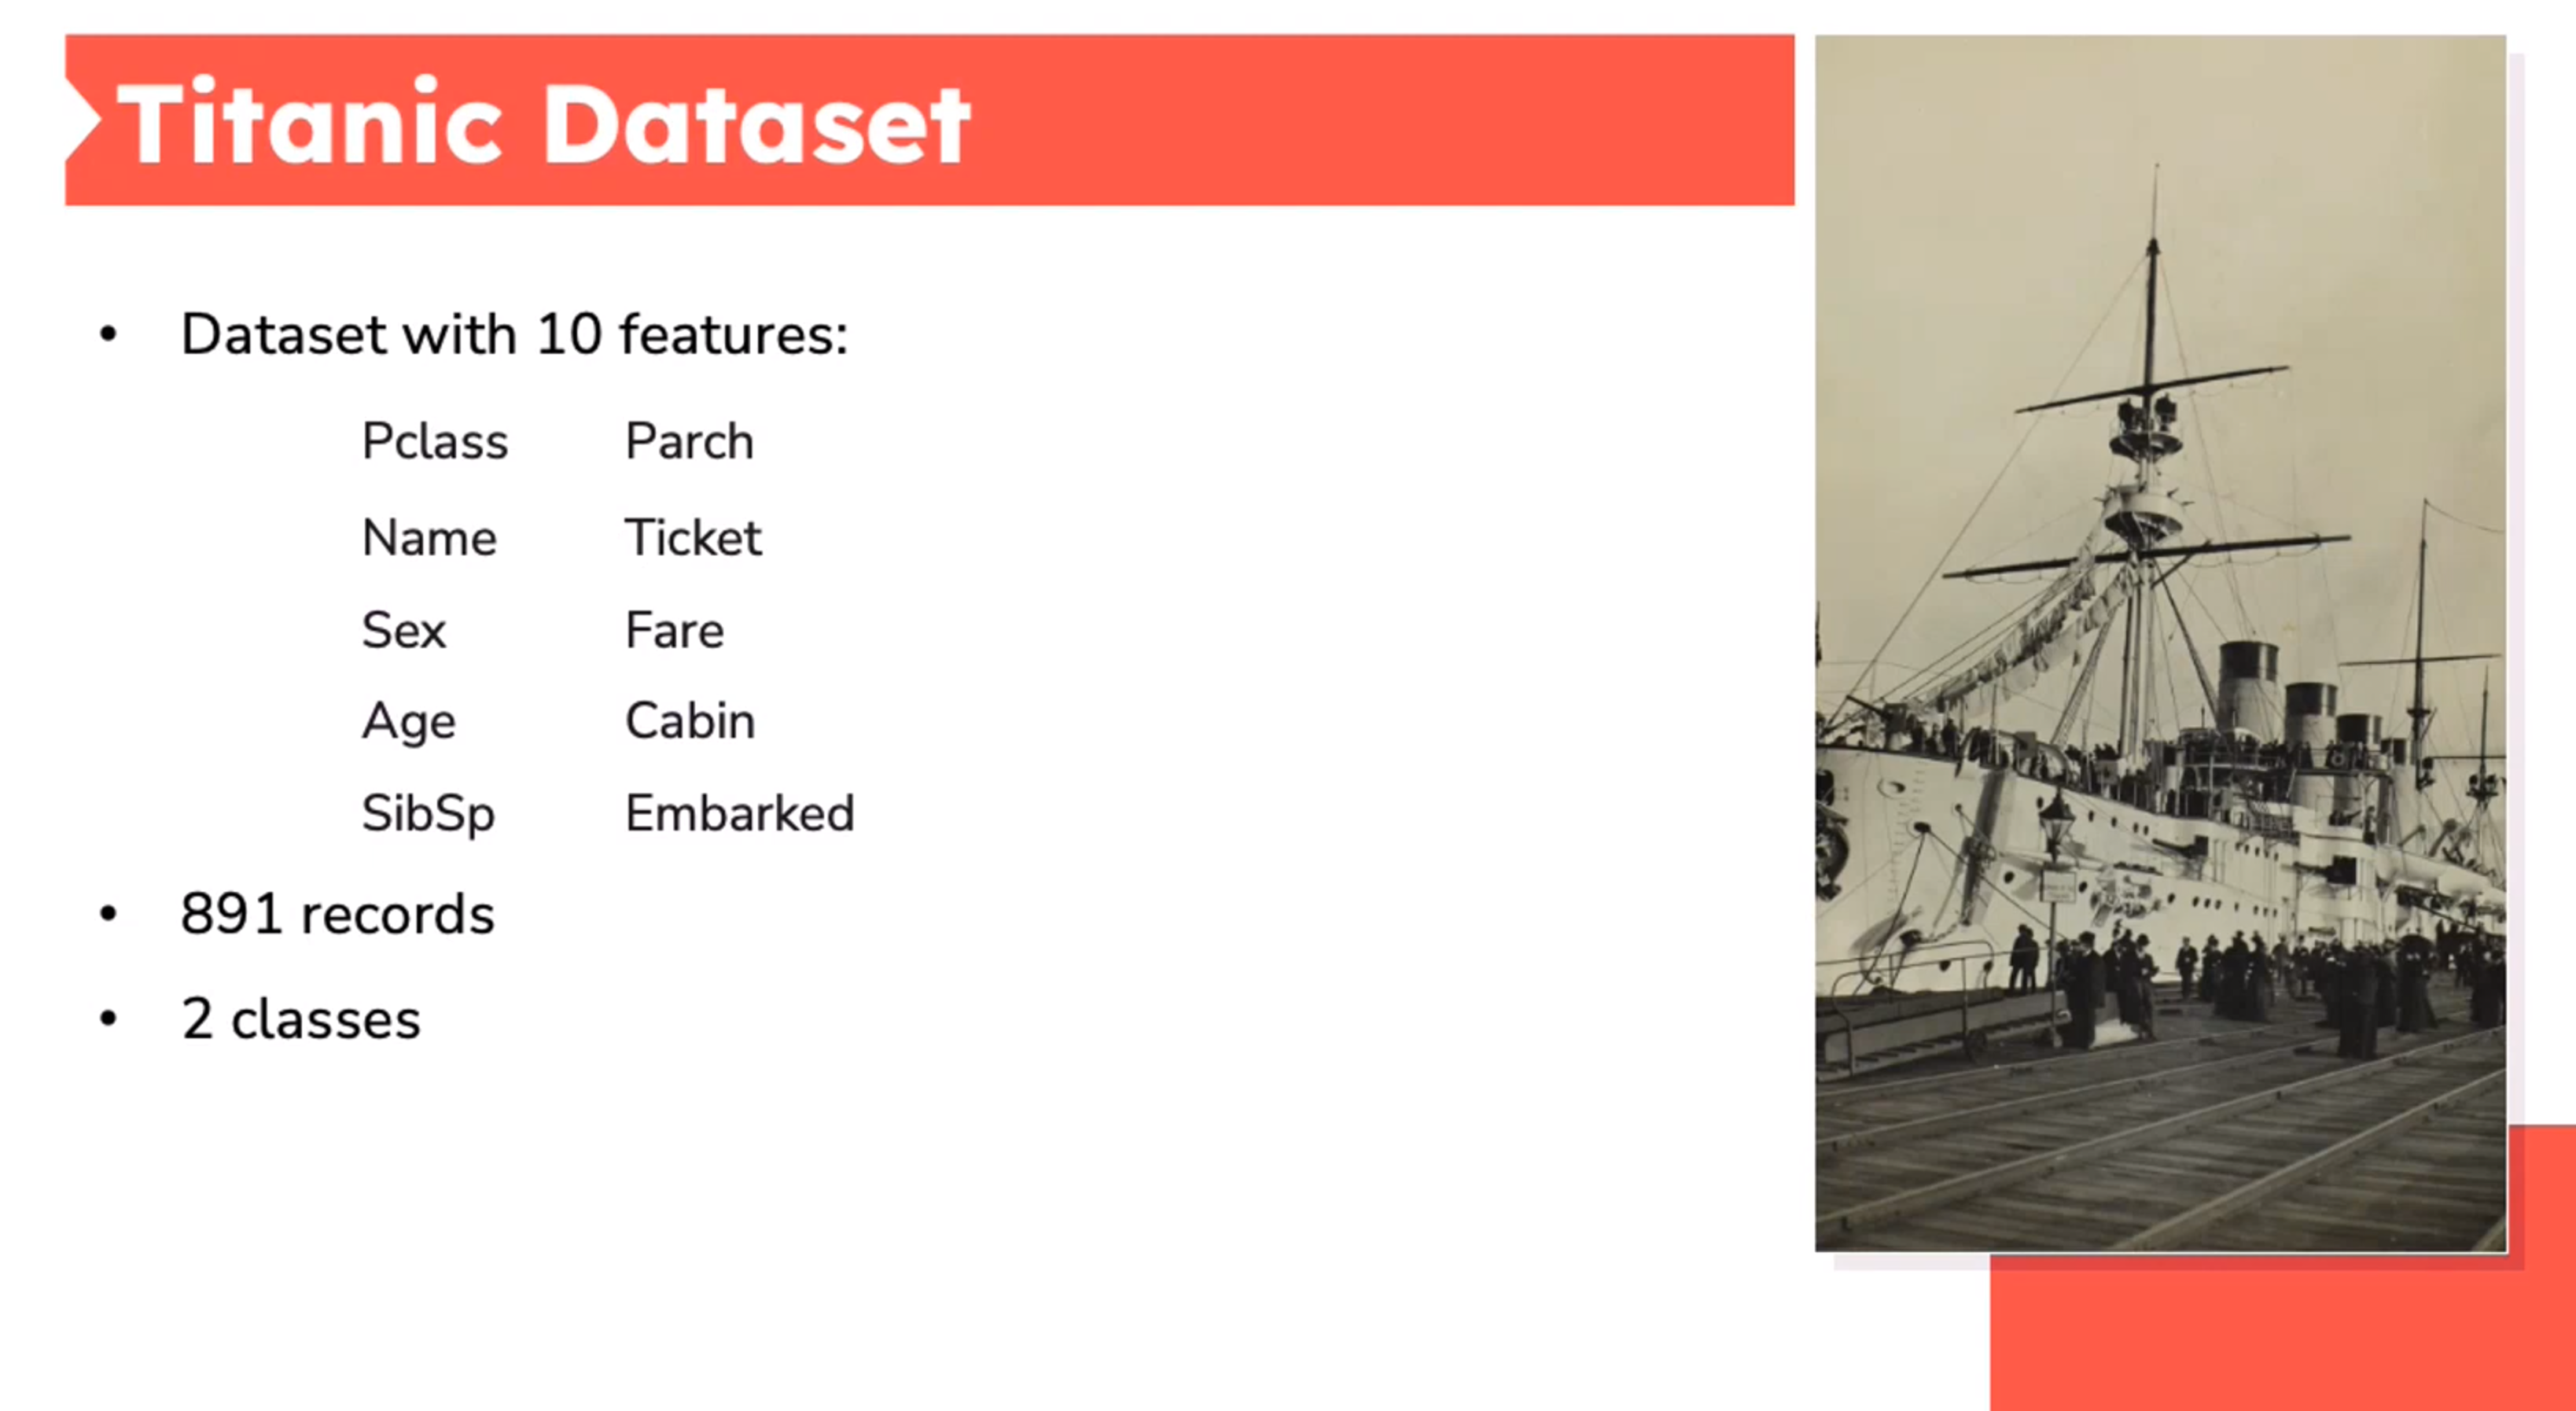 Titanic Dataset
• Dataset with 10 features:
Pclass Parch
Name Ticket
Sex Fare
Age Cabin
SibSp Embarked
• 891 records
• 2 classes